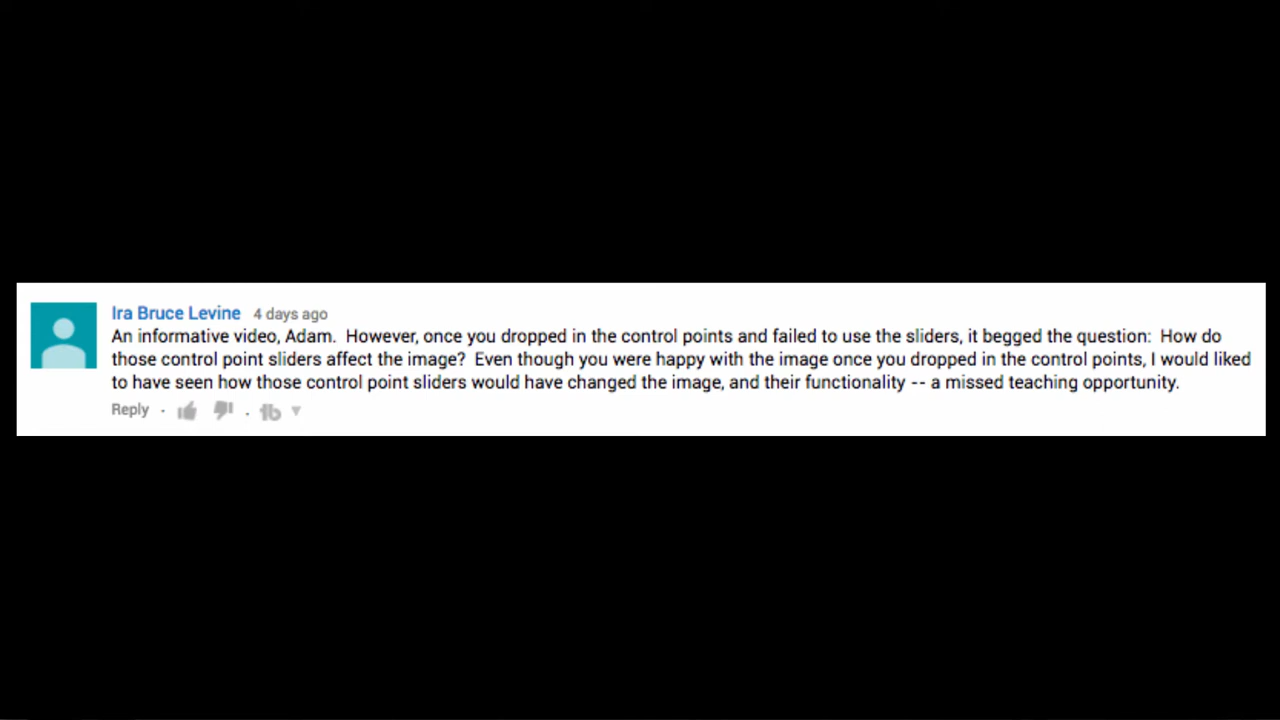 Ira Bruce Levine 4 days ago
An informative video, Adam.  However, once you dropped in the control points and failed to use the sliders, it begged the question:  How do
those control point sliders affect the image?  Even though you were happy with the image once you dropped in the control points, I would liked
to have seen how those control point sliders would have changed the image, and their functionality -- a missed teaching opportunity.
Reply